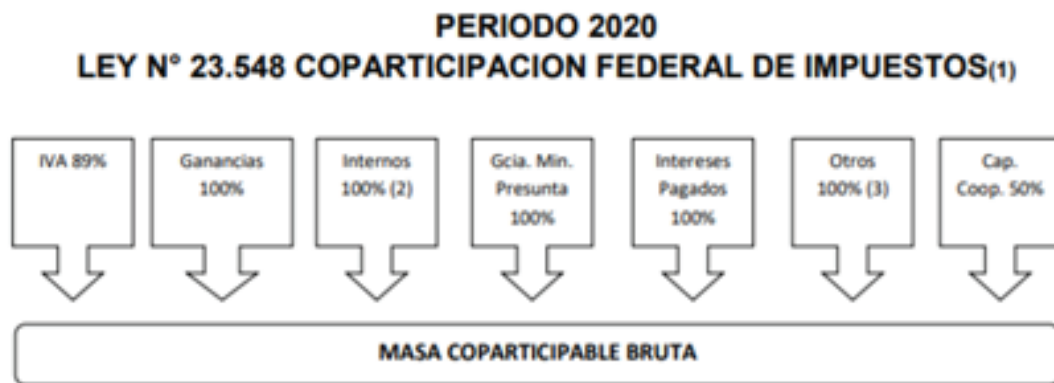 PERIODO 2020
LEY N° 23.548 COPARTICIPACION FEDERAL DE IMPUESTOS(1)
IVA 89%
Ganancias
100%
Internos
100% (2)
Gcia. Min.
Presunta
100%
Intereses
Pagados
100%
Otros
100% (3)
Cap.
Coop. 50%
MASA COPARTICIPABLE BRUTA